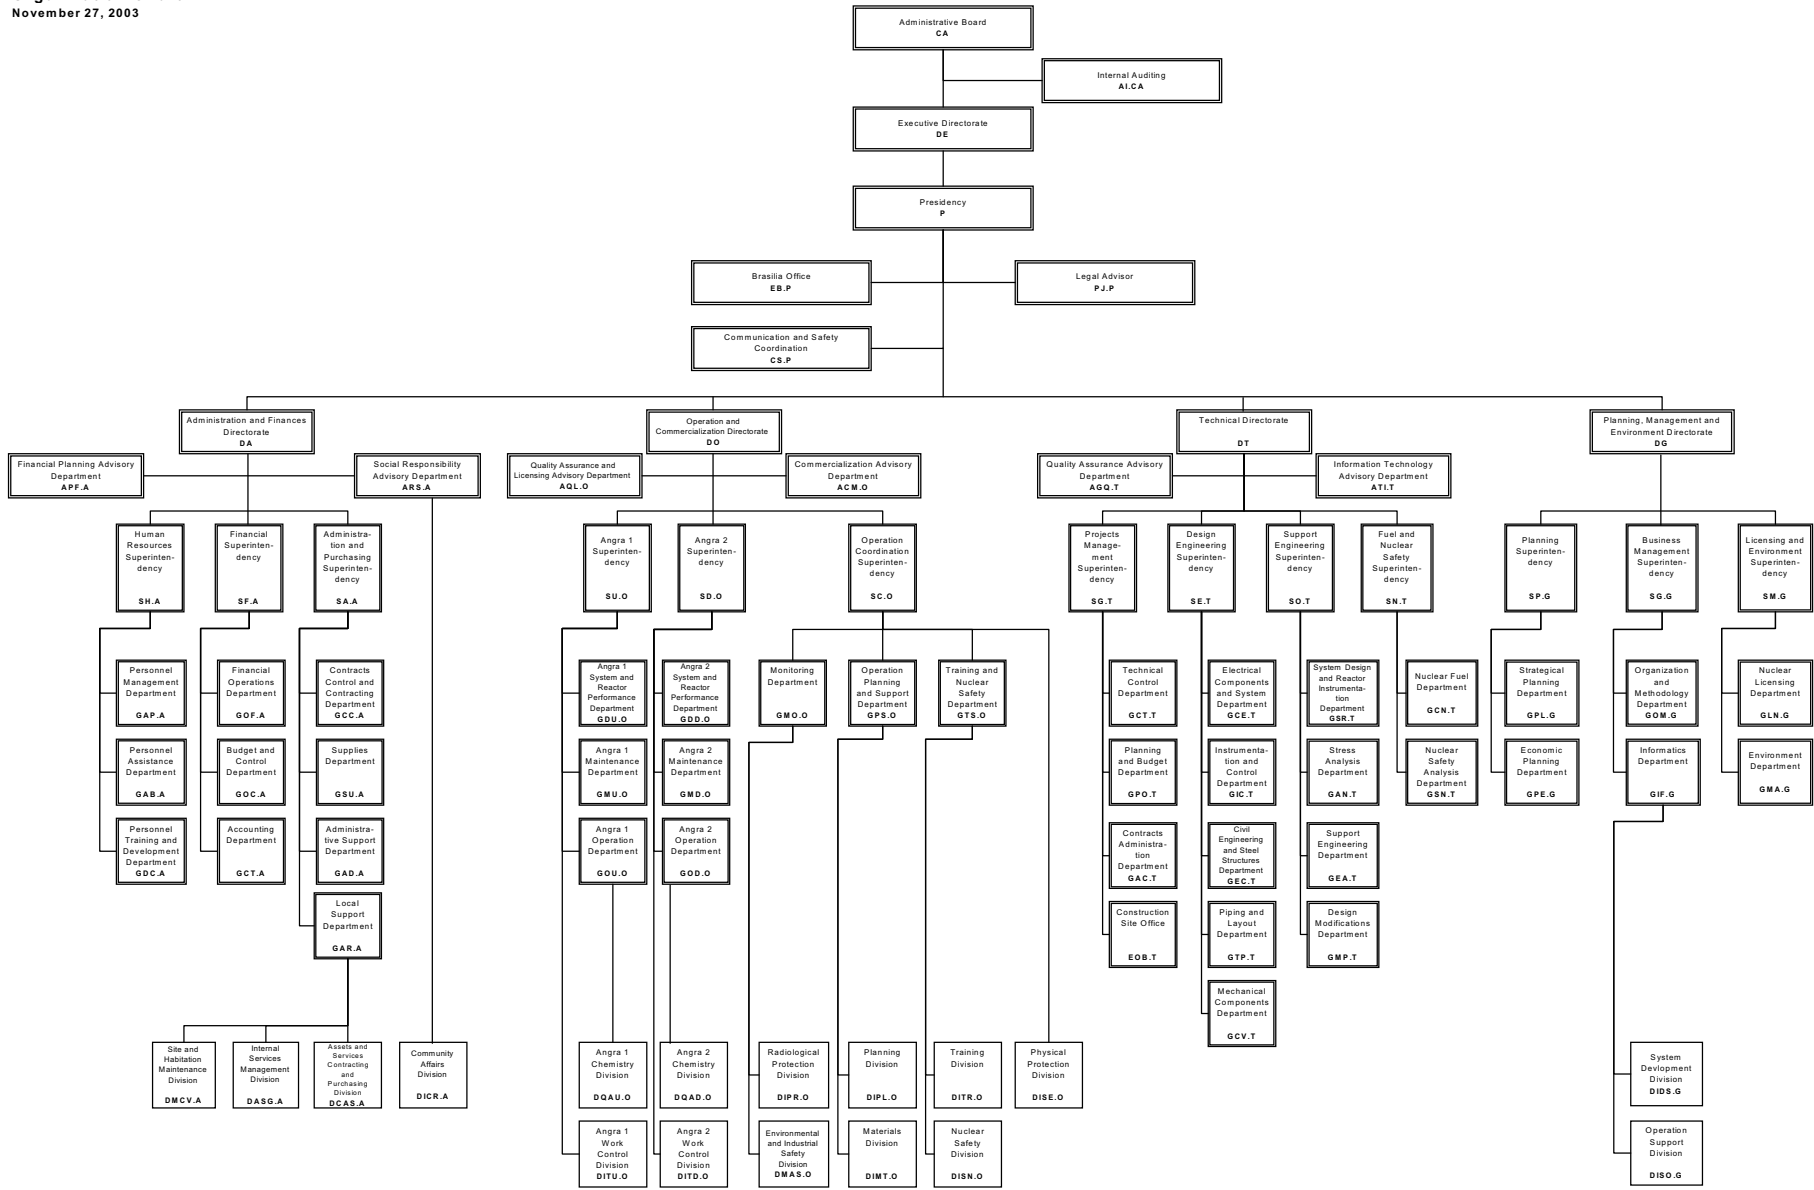 November 27, 2003
Administrative Board
CA
Internal Auditing
AI.CA
Executive Directorate
DE
Presidency
P
Brasilia Office
EB.P
Legal Advisor
PJ.P
Communication and Safety
Coordination
CS.P
Administration and Finances
Directorate
DA
Operation and
Commercialization Directorate
DO
Technical Directorate
DT
Planning, Management and
Environment Directorate
DG
Financial Planning Advisory
Department
APF.A
Social Responsibility
Advisory Department
ARS.A
Quality Assurance and
Licensing Advisory Department
AQL.O
Commercialization Advisory
Department
ACM.O
Quality Assurance Advisory
Department
AGQ.T
Information Technology
Advisory Department
ATI.T
Human
Resources
Superinten-
dency
SH.A
Financial
Superinten-
dency
SF.A
Administra-
tion and
Purchasing
Superinten-
dency
SA.A
Angra 1
Superinten-
dency
SU.O
Angra 2
Superinten-
dency
SD.O
Operation
Coordination
Superinten-
dency
SC.O
Projects
Manage-
ment
Superinten-
dency
SG.T
Design
Engineering
Superinten-
dency
SE.T
Support
Engineering
Superinten-
dency
SO.T
Fuel and
Nuclear
Safety
Superinten-
dency
SN.T
Planning
Superinten-
dency
SP.G
Business
Management
Superinten-
dency
SG.G
Licensing and
Environment
Superinten-
dency
SM.G
Personnel
Management
Department
GAP.A
Financial
Operations
Department
GOF.A
Contracts
Control and
Contracting
Department
GCC.A
Angra 1
System and
Reactor
Performance
Department
GDU.O
Angra 2
System and
Reactor
Performance
Department
GDD.O
Monitoring
Department
GMO.O
Operation
Planning
and Support
Department
GPS.O
Training and
Nuclear
Safety
Department
GTS.O
Technical
Control
Department
GCT.T
Electrical
Components
and System
Department
GCE.T
System Design
and Reactor
Instrumenta-
tion
Department
GSR.T
Nuclear Fuel
Department
GCN.T
Strategical
Planning
Department
GPL.G
Organization
and
Methodology
Department
GOM.G
Nuclear
Licensing
Department
GLN.G
Personnel
Assistance
Department
GAB.A
Budget and
Control
Department
GOC.A
Supplies
Department
GSU.A
Angra 1
Maintenance
Department
GMU.O
Angra 2
Maintenance
Department
GMD.O
Planning
and Budget
Department
GPO.T
Instrumenta-
tion and
Control
Department
GIC.T
Stress
Analysis
Department
GAN.T
Nuclear
Safety
Analysis
Department
GSN.T
Economic
Planning
Department
GPE.G
Informatics
Department
GIF.G
Environment
Department
GMA.G
Personnel
Training and
Development
Department
GDC.A
Accounting
Department
GCT.A
Administra-
tive Support
Department
GAD.A
Angra 1
Operation
Department
GOU.O
Angra 2
Operation
Department
GOD.O
Contracts
Administra-
tion
Department
GAC.T
Civil
Engineering
and Steel
Structures
Department
GEC.T
Support
Engineering
Department
GEA.T
Local
Support
Department
GAR.A
Construction
Site Office
EOB.T
Piping and
Layout
Department
GTP.T
Design
Modifications
Department
GMP.T
Mechanical
Components
Department
GCV.T
Site and
Habitation
Maintenance
Division
DMCV.A
Internal
Services
Management
Division
DASG.A
Assets and
Services
Contracting
and
Purchasing
Division
DCAS.A
Community
Affairs
Division
DICR.A
Angra 1
Chemistry
Division
DQAU.O
Angra 2
Chemistry
Division
DQAD.O
Radiological
Protection
Division
DIPR.O
Planning
Division
DIPL.O
Training
Division
DITR.O
Physical
Protection
Division
DISE.O
System
Devlopment
Division
DIDS.G
Angra 1
Work
Control
Division
DITU.O
Angra 2
Work
Control
Division
DITD.O
Environmental
and Industrial
Safety
Division
DMAS.O
Materials
Division
DIMT.O
Nuclear
Safety
Division
DISN.O
Operation
Support
Division
DISO.G